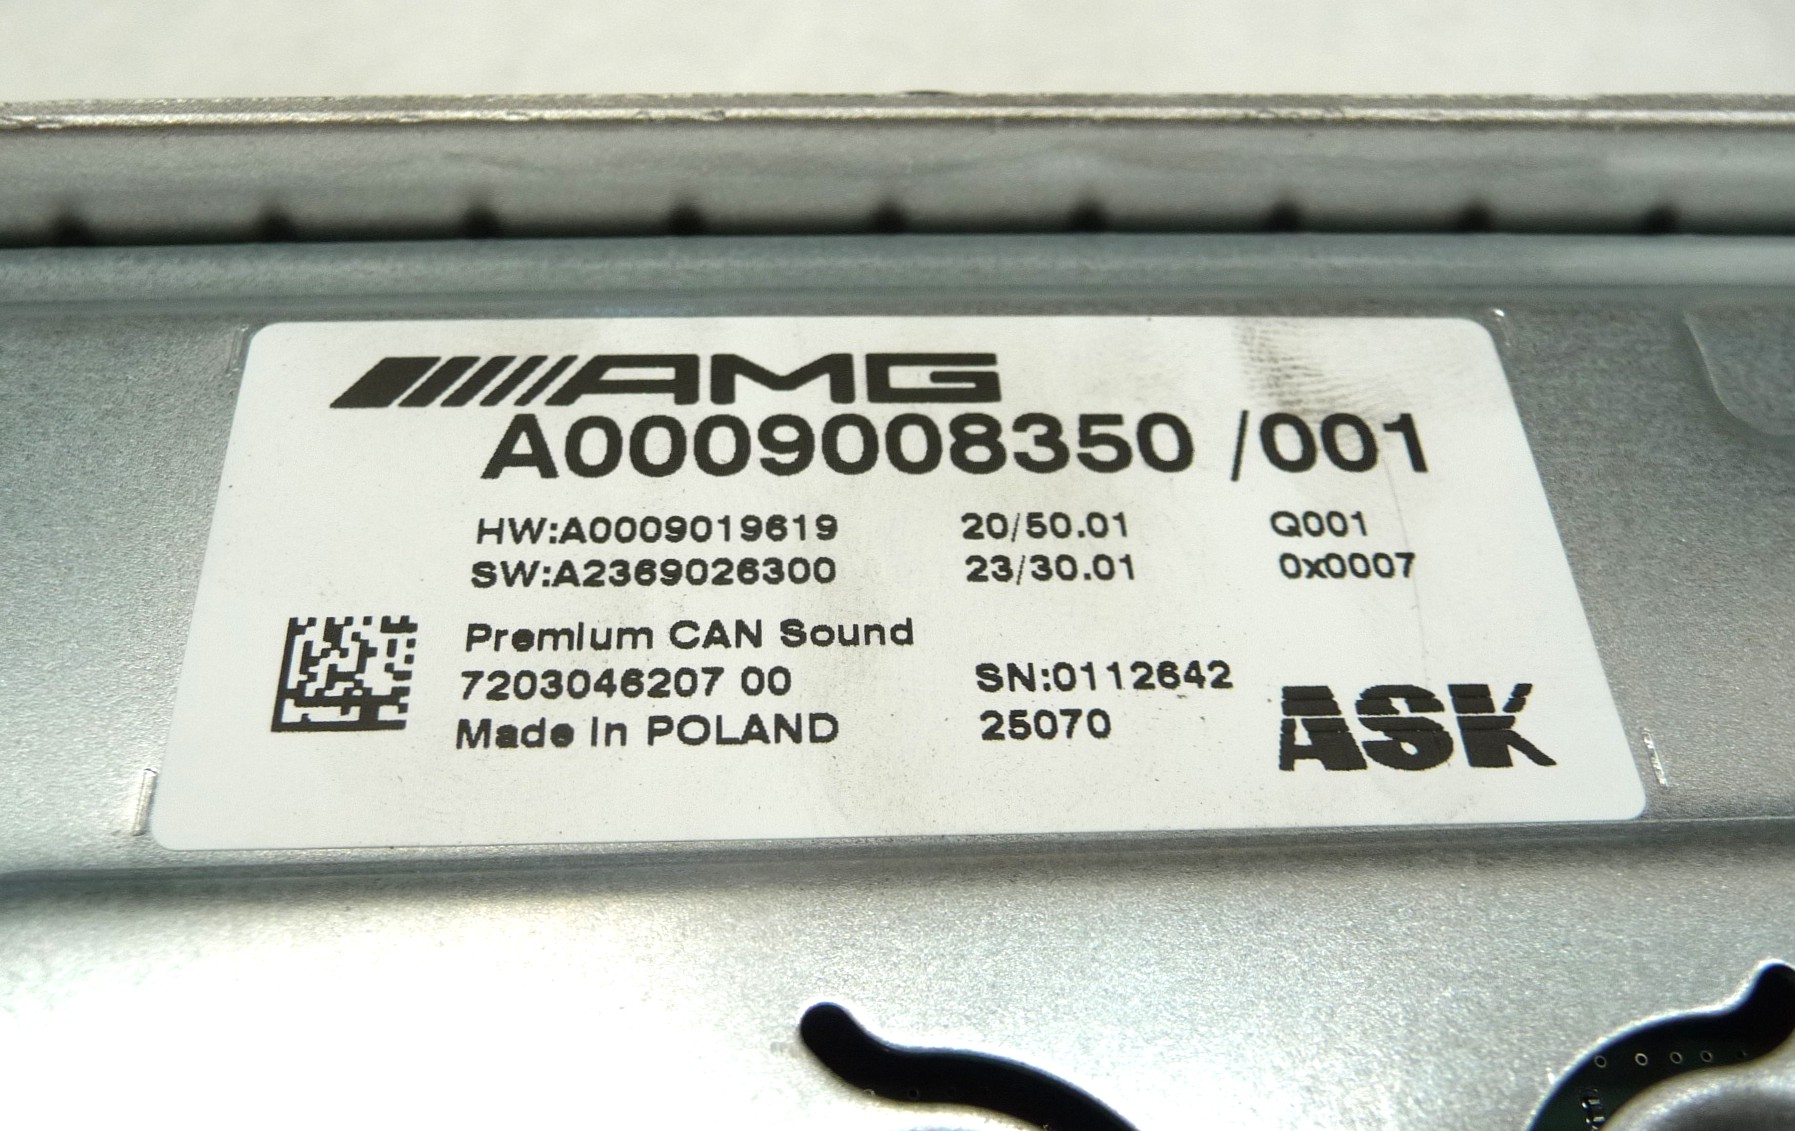 AMG
A0009008350 /001
HW:A0009019619 20/50.01 Q001
SW:A2369026300 23/30.01 0x0007
Premium CAN Sound
7203046207 00 SN:0112642
Made in POLAND 25070
ASK